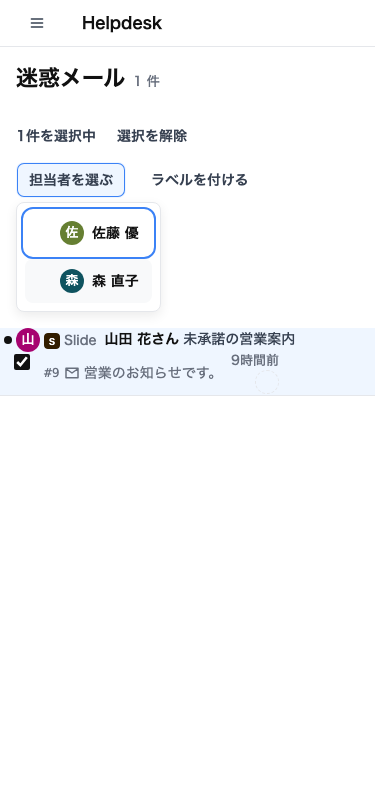 Helpdesk
迷惑メール 1 件
1件を選択中 選択を解除
担当者を選ぶ ラベルを付ける
佐 佐藤 優
森 森 直子
山 s Slide 山田 花さん 未承諾の営業案内
9時間前
#9 営業のお知らせです。